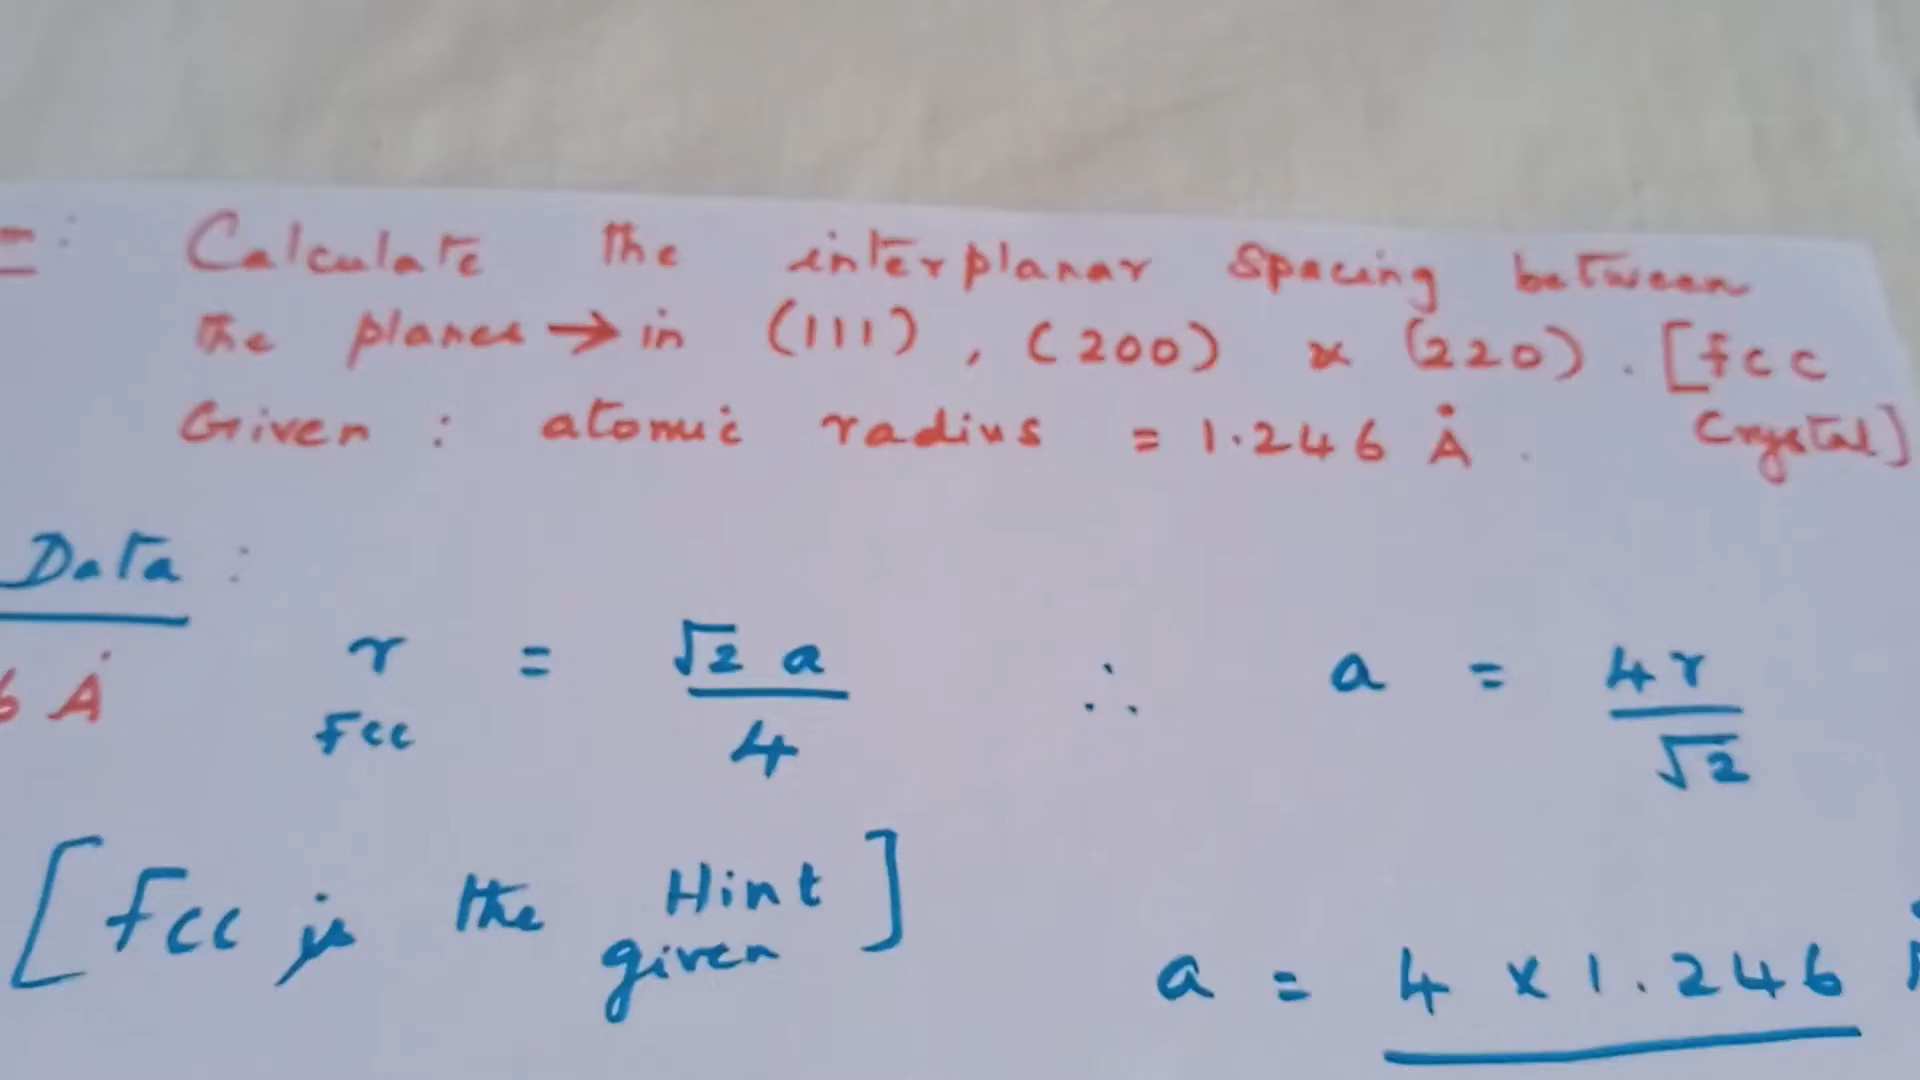 Calculate the interplanar spacing between
the planes → in (111), (200) & (220). [fcc
Given : atomic radius = 1.246 Å. Crystal]
Data :
6 Å
r = √2 a / 4 ∴ a = 4r / √2
Fcc
[Fcc is the Hint given]
a = 4 x 1.246